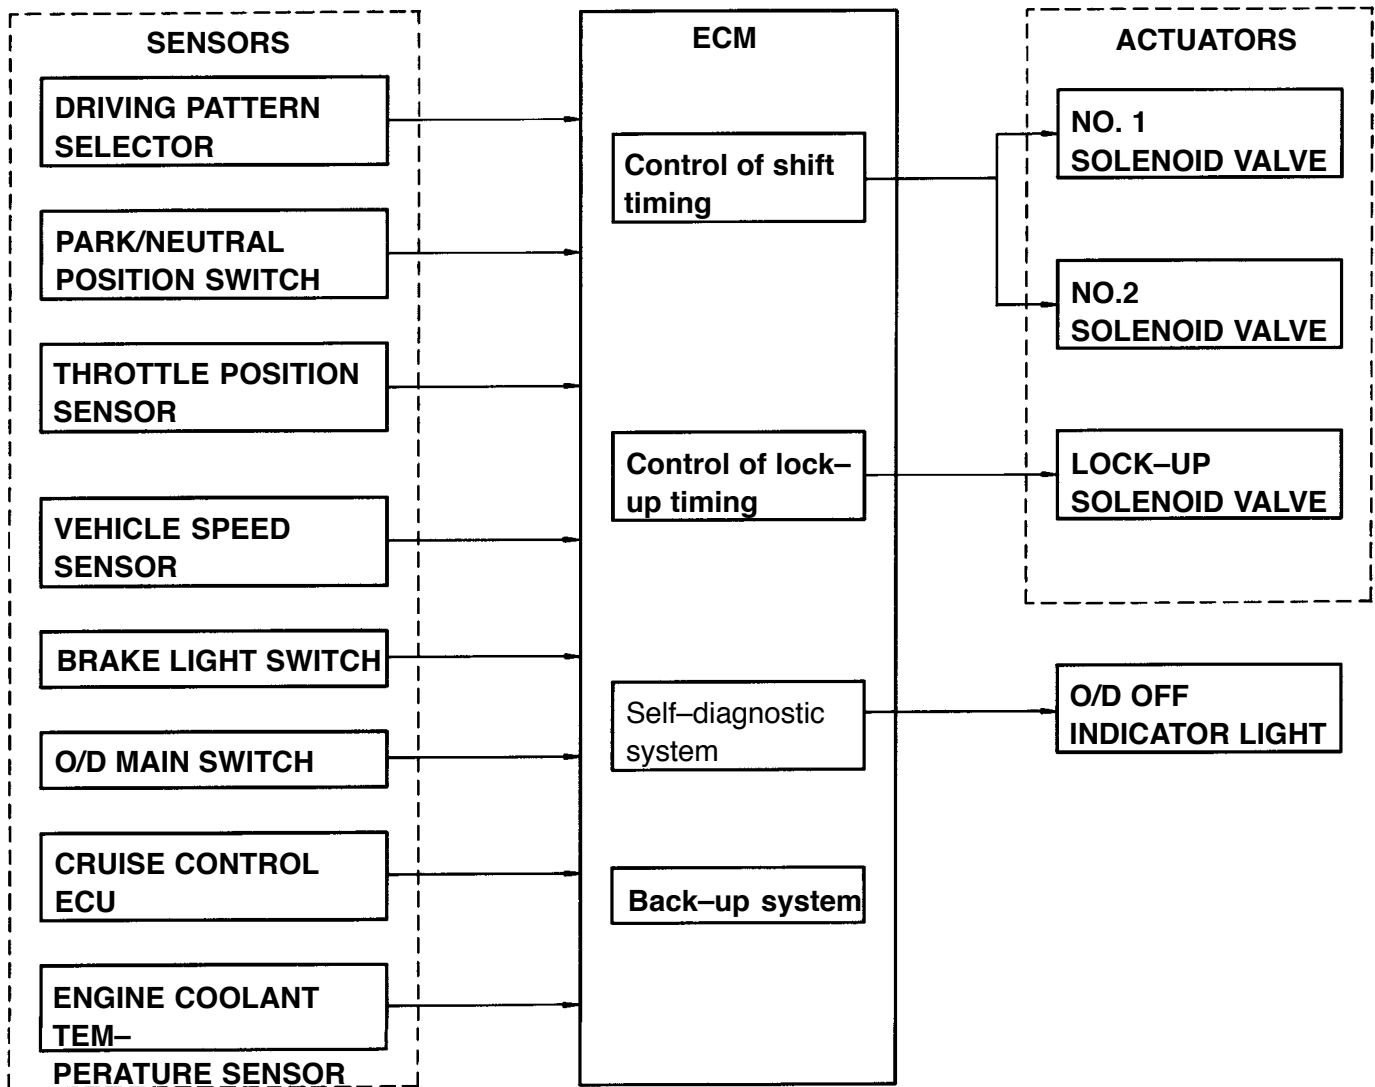 SENSORS
DRIVING PATTERN
SELECTOR
PARK/NEUTRAL
POSITION SWITCH
THROTTLE POSITION
SENSOR
VEHICLE SPEED
SENSOR
BRAKE LIGHT SWITCH
O/D MAIN SWITCH
CRUISE CONTROL
ECU
ENGINE COOLANT
TEM–
PERATURE SENSOR
ECM
Control of shift
timing
Control of lock–
up timing
Self–diagnostic
system
Back–up system
ACTUATORS
NO. 1
SOLENOID VALVE
NO.2
SOLENOID VALVE
LOCK–UP
SOLENOID VALVE
O/D OFF
INDICATOR LIGHT